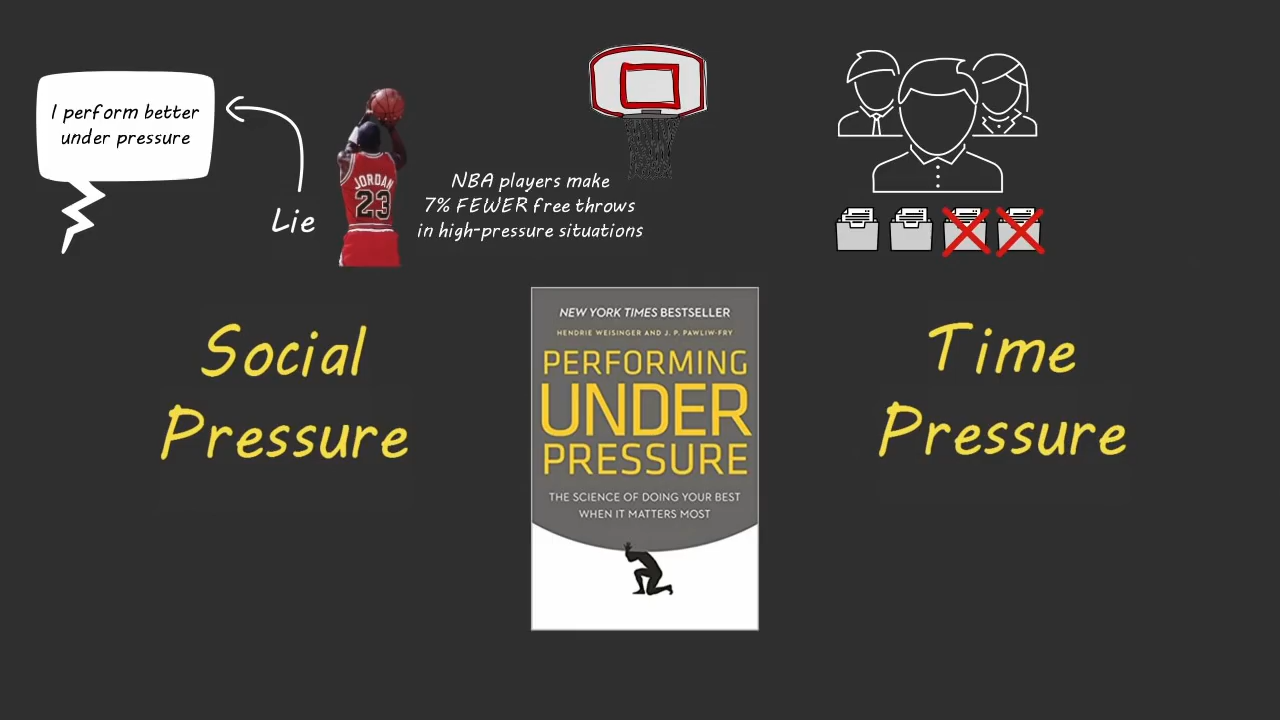 I perform better
under pressure
Lie
JORDAN
23
NBA players make
7% FEWER free throws
in high-pressure situations
Social
Pressure
NEW YORK TIMES BESTSELLER
HENDRIE WEISINGER AND J. P. PAWLIW-FRY
PERFORMING
UNDER
PRESSURE
THE SCIENCE OF DOING YOUR BEST
WHEN IT MATTERS MOST
Time
Pressure